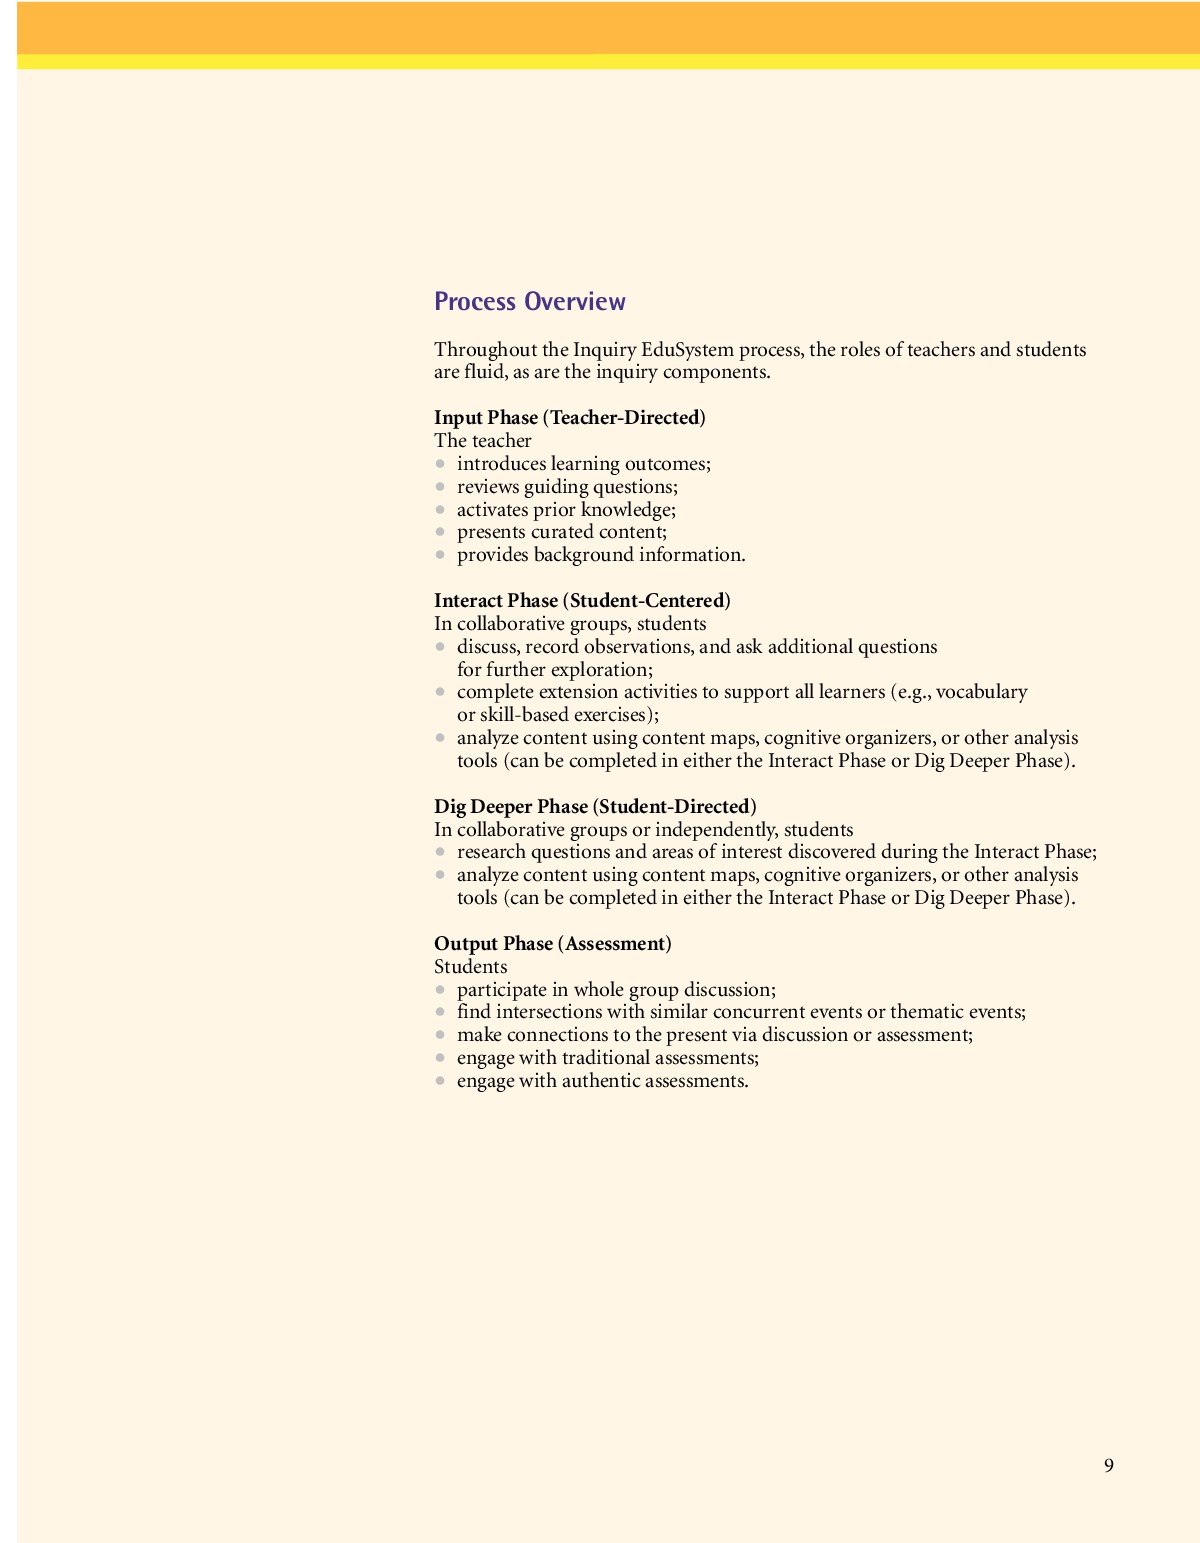 Process Overview
Throughout the Inquiry EduSystem process, the roles of teachers and students
are fluid, as are the inquiry components.
Input Phase (Teacher-Directed)
The teacher
• introduces learning outcomes;
• reviews guiding questions;
• activates prior knowledge;
• presents curated content;
• provides background information.
Interact Phase (Student-Centered)
In collaborative groups, students
• discuss, record observations, and ask additional questions
for further exploration;
• complete extension activities to support all learners (e.g., vocabulary
or skill-based exercises);
• analyze content using content maps, cognitive organizers, or other analysis
tools (can be completed in either the Interact Phase or Dig Deeper Phase).
Dig Deeper Phase (Student-Directed)
In collaborative groups or independently, students
• research questions and areas of interest discovered during the Interact Phase;
• analyze content using content maps, cognitive organizers, or other analysis
tools (can be completed in either the Interact Phase or Dig Deeper Phase).
Output Phase (Assessment)
Students
• participate in whole group discussion;
• find intersections with similar concurrent events or thematic events;
• make connections to the present via discussion or assessment;
• engage with traditional assessments;
• engage with authentic assessments.
9